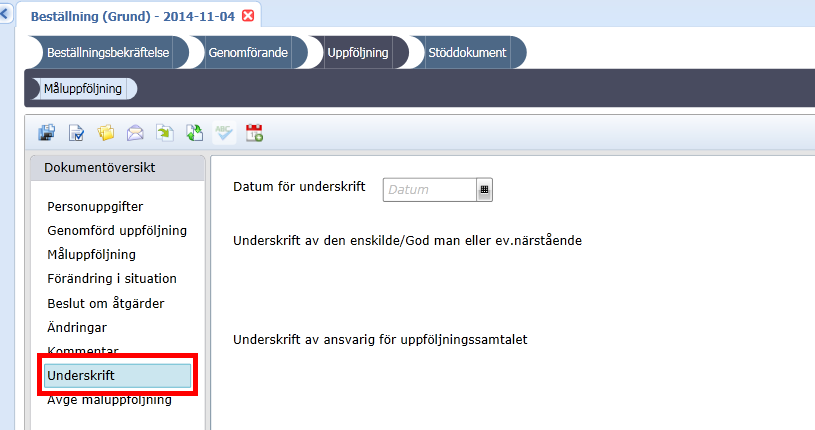 Beställning (Grund) - 2014-11-04
Beställningsbekräftelse Genomförande Uppföljning Stöddokument
Måluppföljning
ABC
Dokumentöversikt
Personuppgifter
Genomförd uppföljning
Måluppföljning
Förändring i situation
Beslut om åtgärder
Ändringar
Kommentar
Underskrift
Avge måluppföljning
Datum för underskrift Datum
Underskrift av den enskilde/God man eller ev.närstående
Underskrift av ansvarig för uppföljningssamtalet